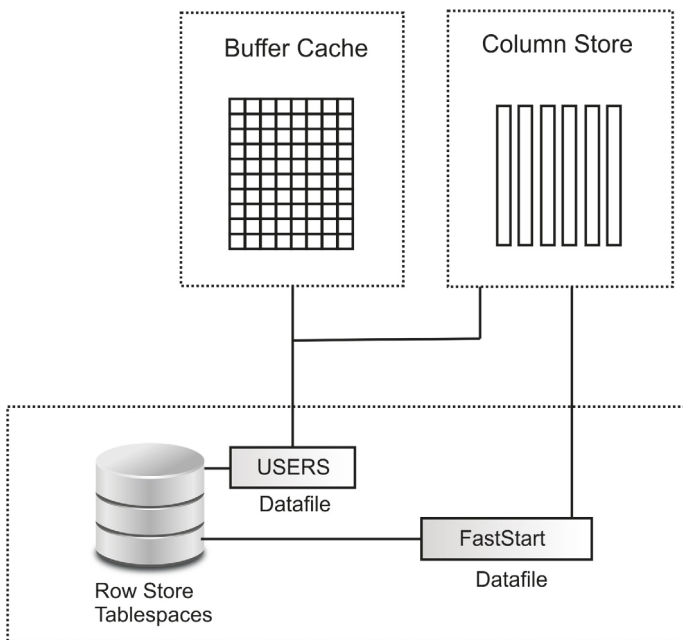 Buffer Cache
Column Store
USERS
Datafile
FastStart
Datafile
Row Store
Tablespaces